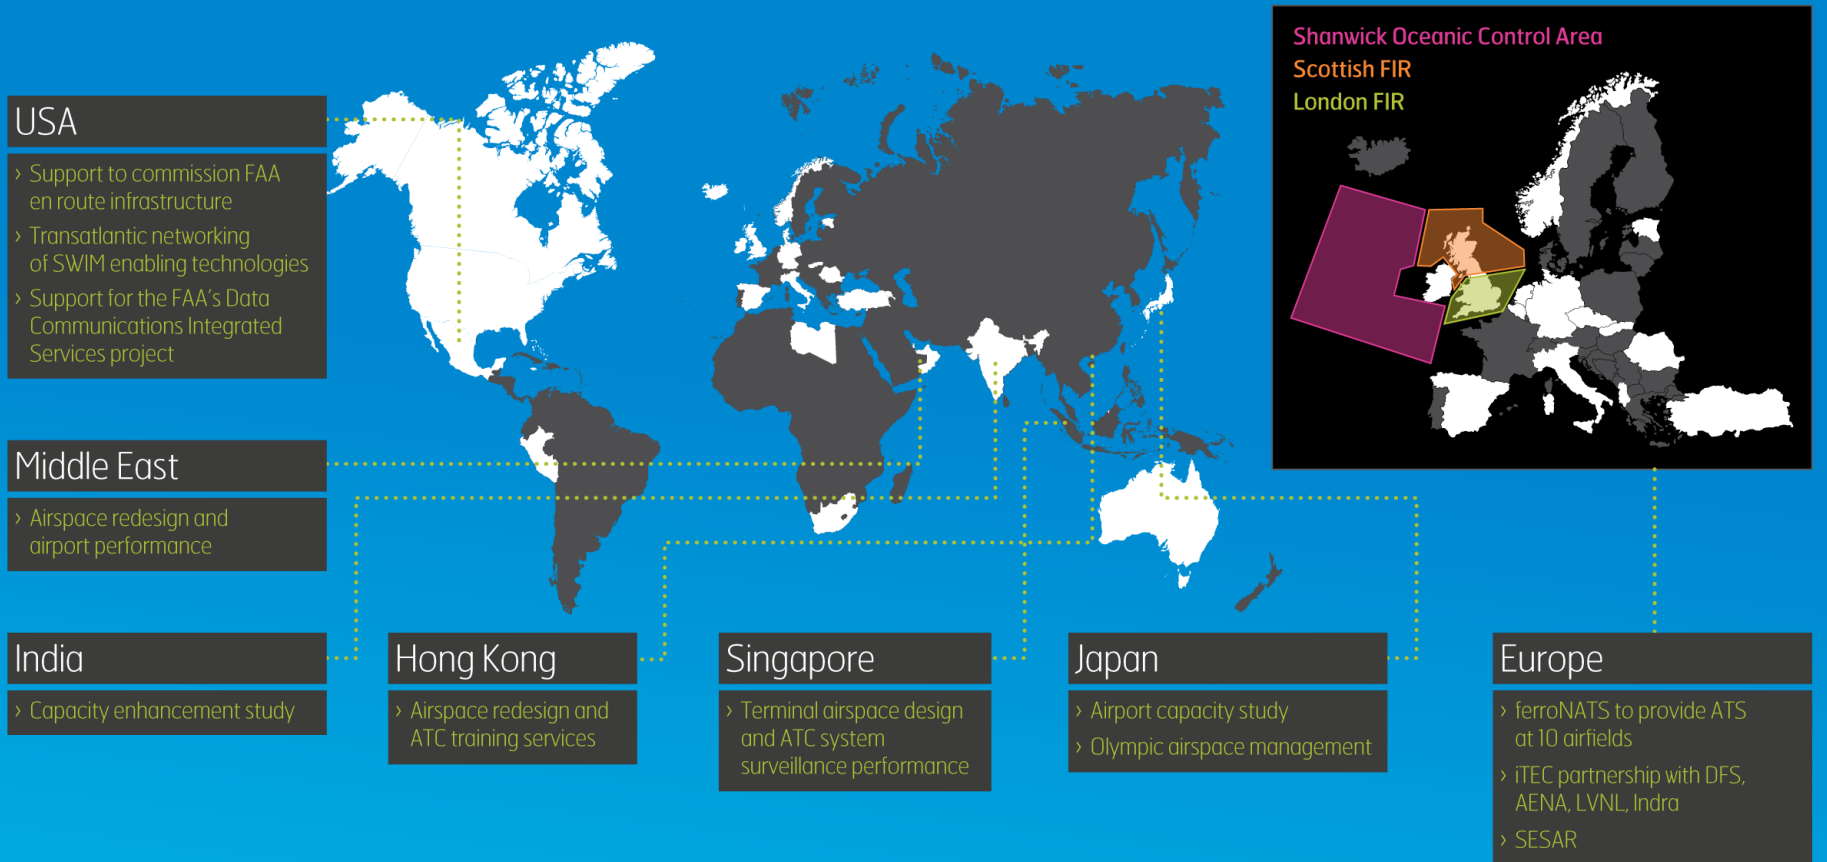 Shanwick Oceanic Control Area
Scottish FIR
London FIR
USA
› Support to commission FAA
en route infrastructure
› Transatlantic networking
of SWIM enabling technologies
› Support for the FAA's Data
Communications Integrated
Services project
Middle East
› Airspace redesign and
airport performance
India
› Capacity enhancement study
Hong Kong
› Airspace redesign and
ATC training services
Singapore
› Terminal airspace design
and ATC system
surveillance performance
Japan
› Airport capacity study
› Olympic airspace management
Europe
› ferroNATS to provide ATS
at 10 airfields
› iTEC partnership with DFS,
AENA, LVNL, Indra
› SESAR